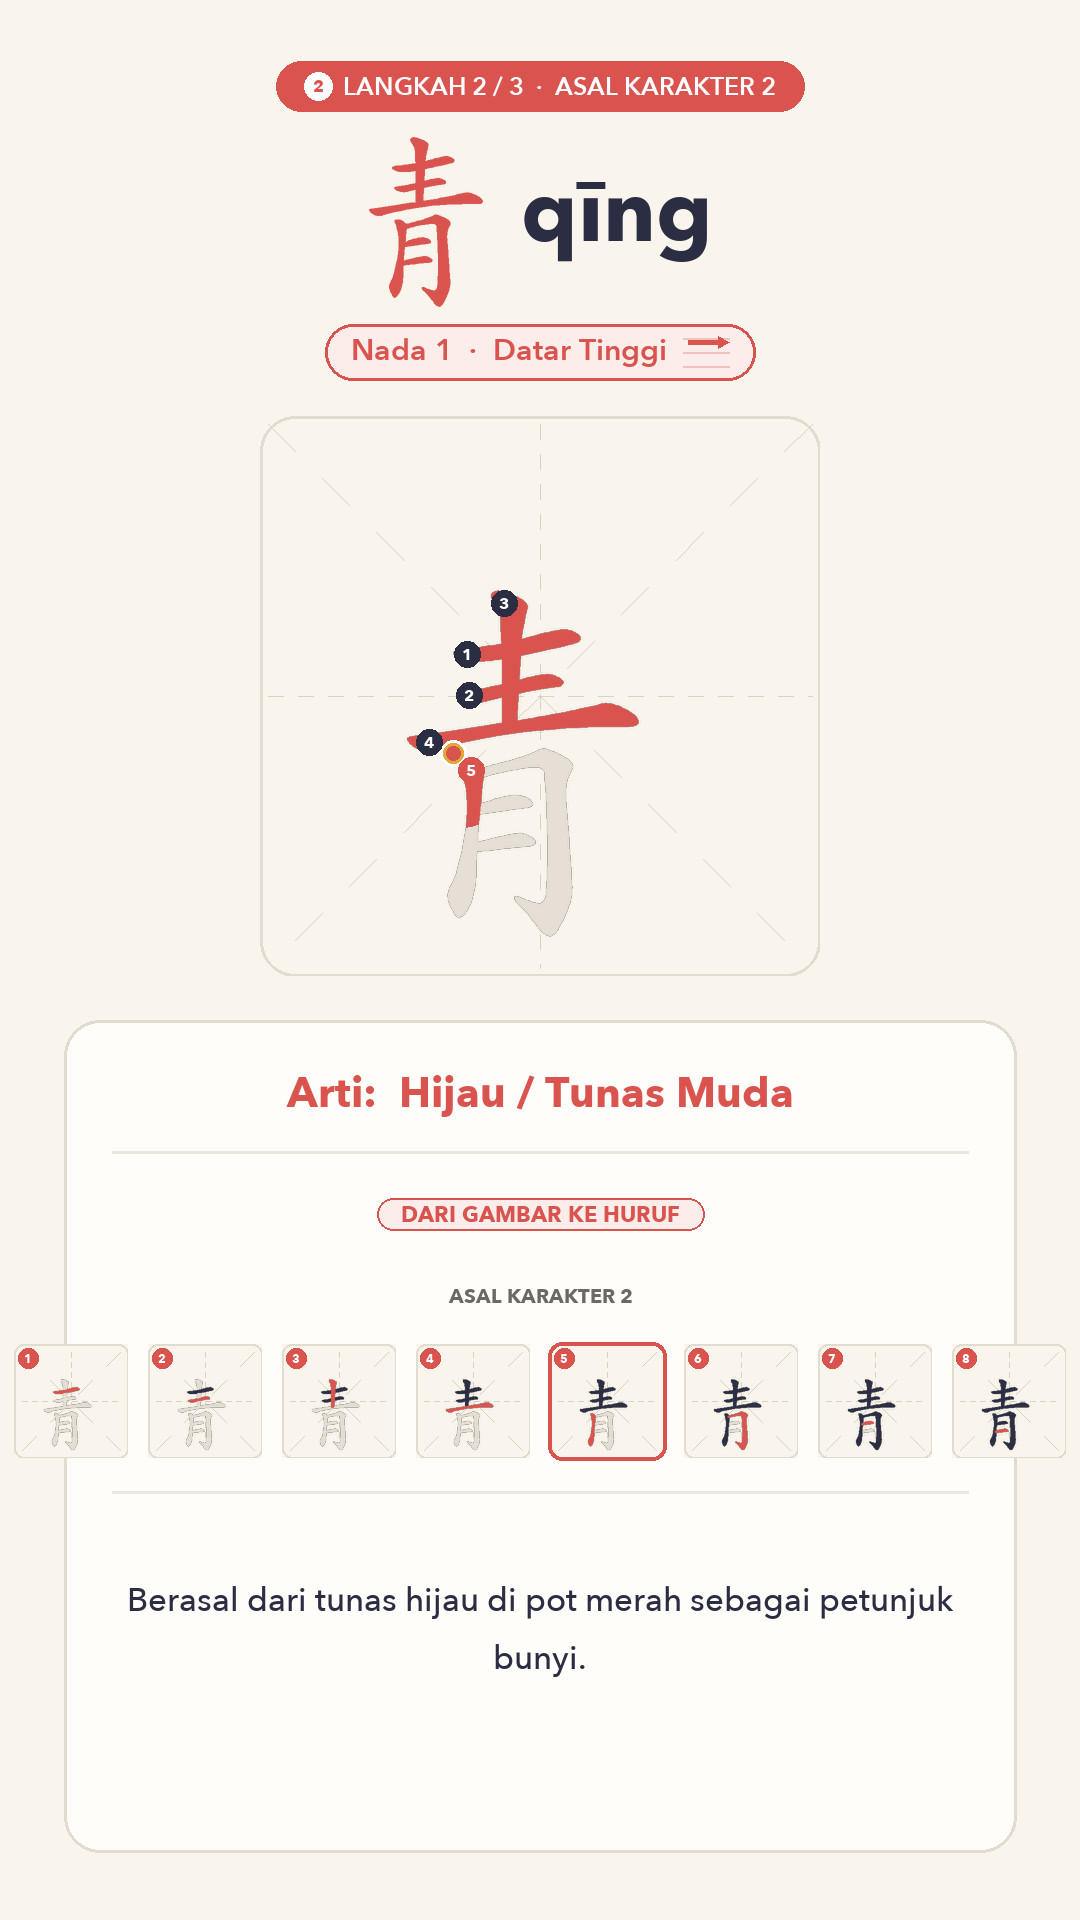 2 LANGKAH 2 / 3 · ASAL KARAKTER 2
青 qīng
Nada 1 · Datar Tinggi
3
1
2
4
5
青
Arti: Hijau / Tunas Muda
DARI GAMBAR KE HURUF
ASAL KARAKTER 2
1 2 3 4 5 6 7 8
青 青 青 青 青 青 青 青
Berasal dari tunas hijau di pot merah sebagai petunjuk
bunyi.